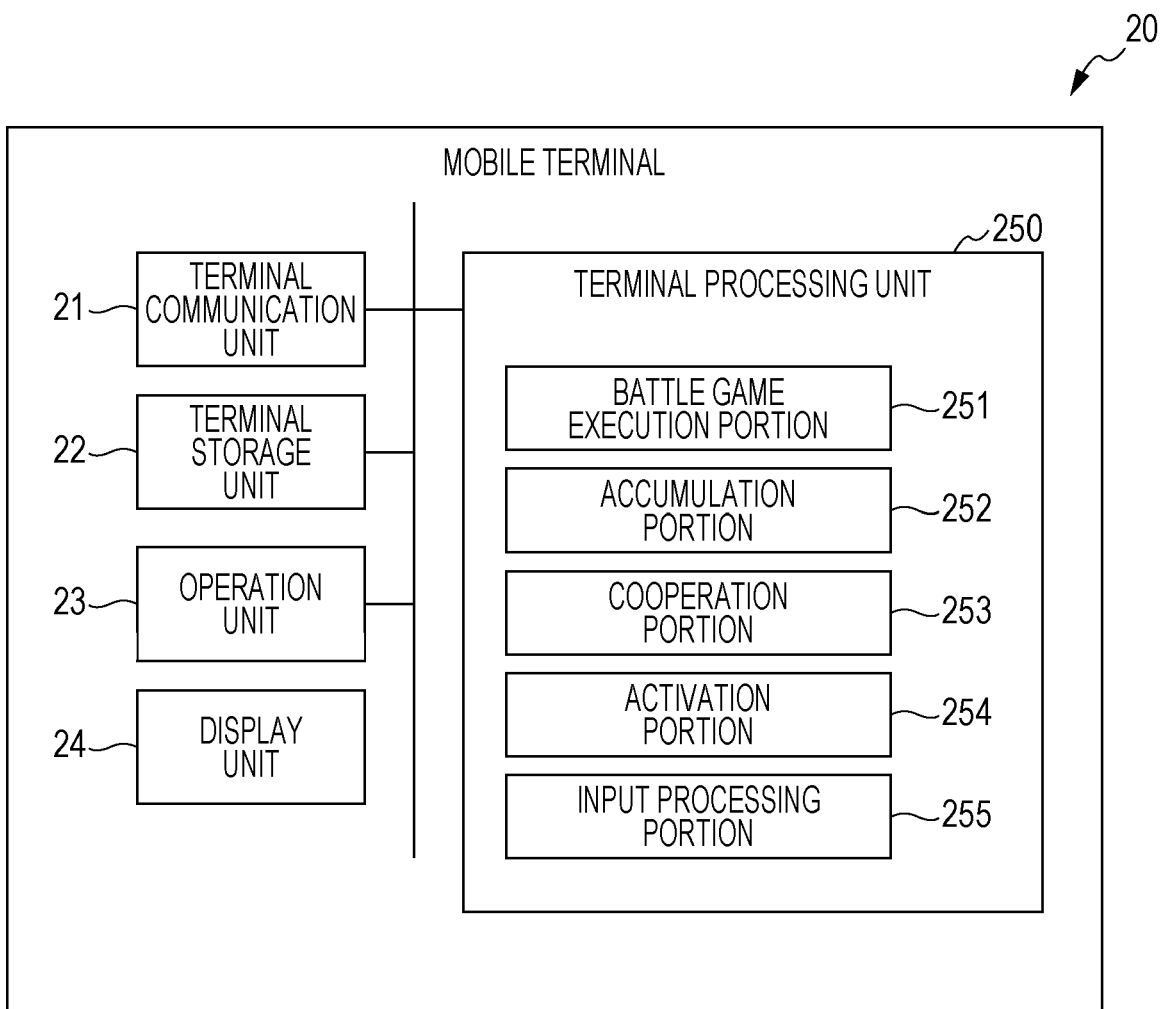 20
MOBILE TERMINAL
250
TERMINAL
COMMUNICATION
UNIT
21
TERMINAL
STORAGE
UNIT
22
OPERATION
UNIT
23
DISPLAY
UNIT
24
TERMINAL PROCESSING UNIT
BATTLE GAME
EXECUTION PORTION
251
ACCUMULATION
PORTION
252
COOPERATION
PORTION
253
ACTIVATION
PORTION
254
INPUT PROCESSING
PORTION
255